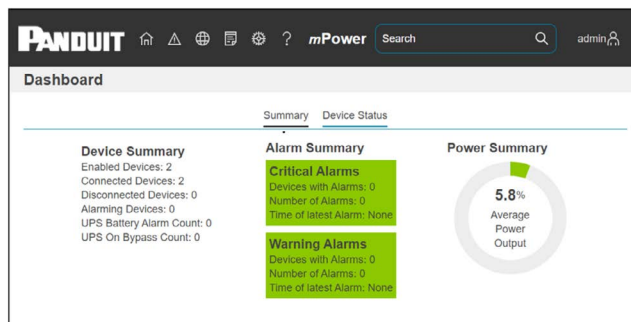 PANDUIT ? mPower Search admin
Dashboard
Summary Device Status
Device Summary
Enabled Devices: 2
Connected Devices: 2
Disconnected Devices: 0
Alarming Devices: 0
UPS Battery Alarm Count: 0
UPS On Bypass Count: 0
Alarm Summary
Critical Alarms
Devices with Alarms: 0
Number of Alarms: 0
Time of latest Alarm: None
Warning Alarms
Devices with Alarms: 0
Number of Alarms: 0
Time of latest Alarm: None
Power Summary
5.8%
Average
Power
Output